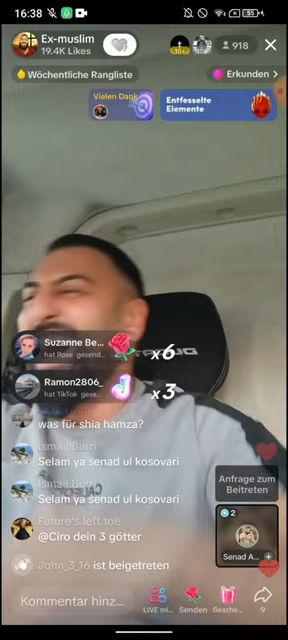 16:38
55%
Ex-muslim
19.4K Likes
918
Wöchentliche Rangliste
Erkunden >
Vielen Dank
Entfesselte
Elemente
Suzanne Be...
hat Rose gesend...
x6
Ramon2806_
hat TikTok gese...
x3
was für shia hamza?
Ismail Burri
Selam ya senad ul kosovari
Ismail Burri
Selam ya senad ul kosovari
Future's.left.toe
@Ciro dein 3 götter
John_3_16 ist beigetreten
Anfrage zum
Beitreten
2
Senad A...
Kommentar hinz...
LIVE mi...
Senden
Gesche...
9